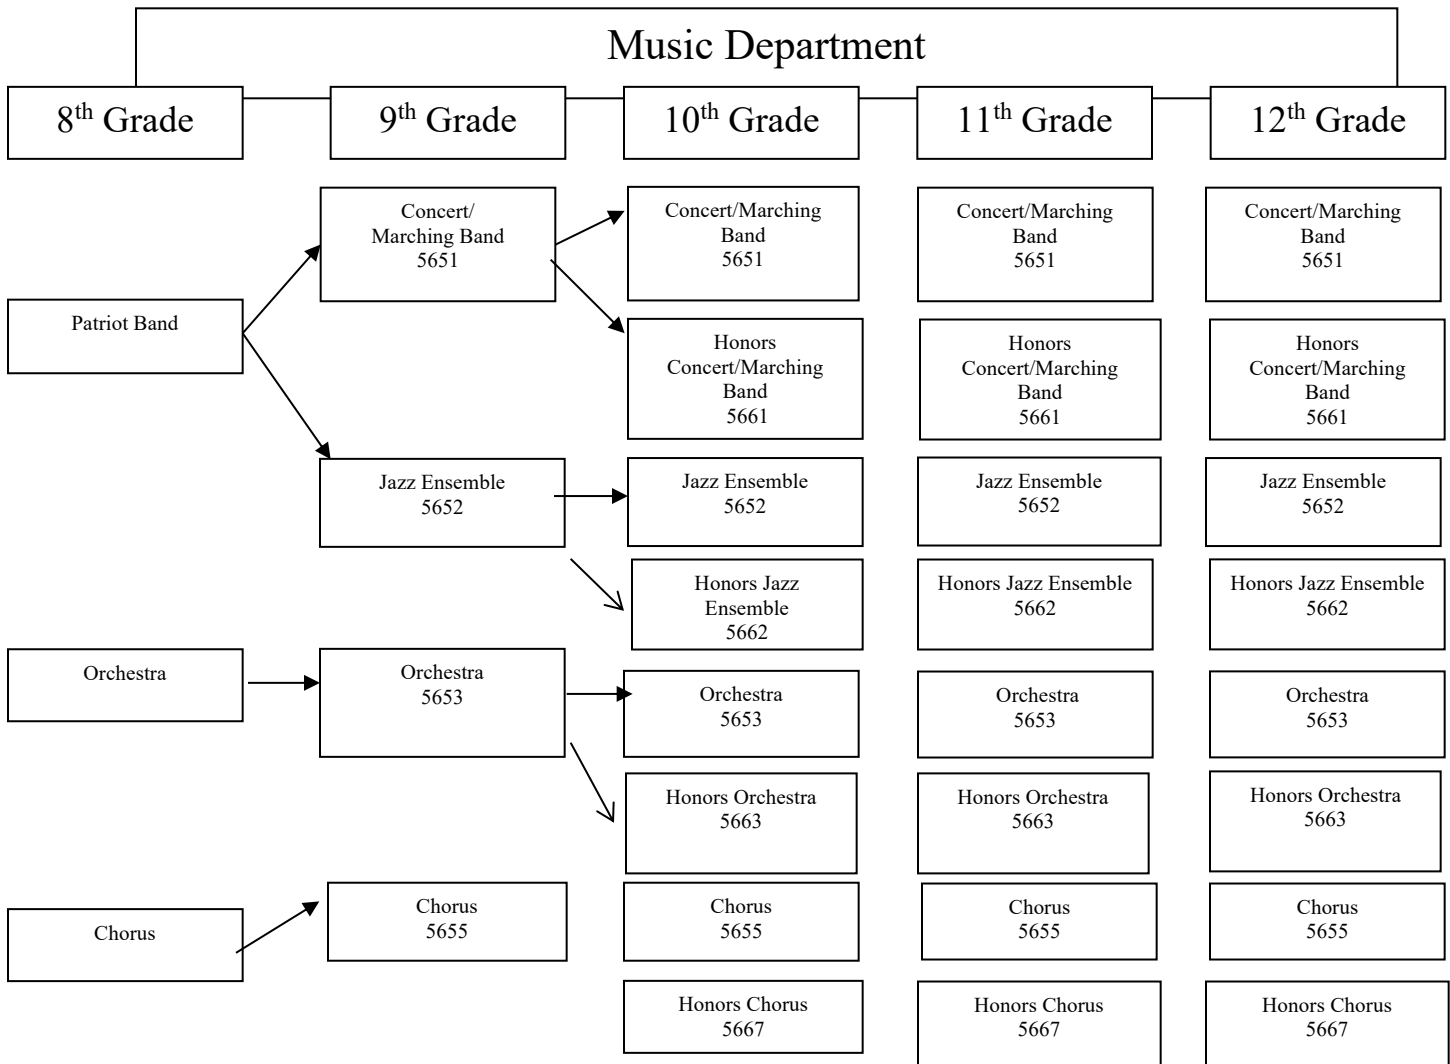 Music Department
8th Grade
9th Grade
10th Grade
11th Grade
12th Grade
Concert/
Marching Band
5651
Concert/Marching
Band
5651
Concert/Marching
Band
5651
Concert/Marching
Band
5651
Patriot Band
Honors
Concert/Marching
Band
5661
Honors
Concert/Marching
Band
5661
Honors
Concert/Marching
Band
5661
Jazz Ensemble
5652
Jazz Ensemble
5652
Jazz Ensemble
5652
Jazz Ensemble
5652
Honors Jazz
Ensemble
5662
Honors Jazz Ensemble
5662
Honors Jazz Ensemble
5662
Orchestra
Orchestra
5653
Orchestra
5653
Orchestra
5653
Orchestra
5653
Honors Orchestra
5663
Honors Orchestra
5663
Honors Orchestra
5663
Chorus
Chorus
5655
Chorus
5655
Chorus
5655
Chorus
5655
Honors Chorus
5667
Honors Chorus
5667
Honors Chorus
5667